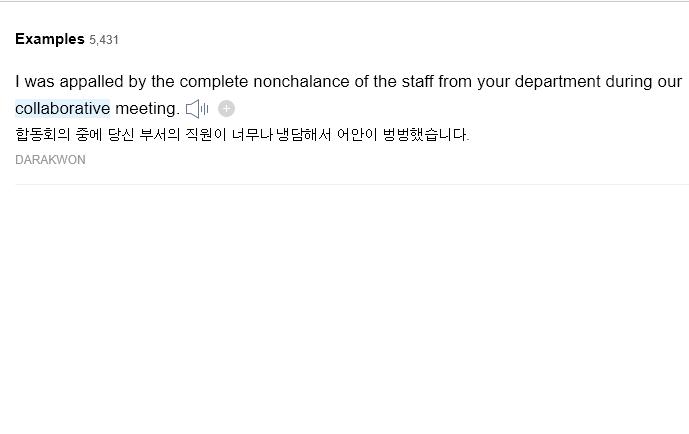 Examples 5,431
I was appalled by the complete nonchalance of the staff from your department during our
collaborative meeting.
합동회의 중에 당신 부서의 직원이 너무나 냉담해서 어안이 벙벙했습니다.
DARAKWON